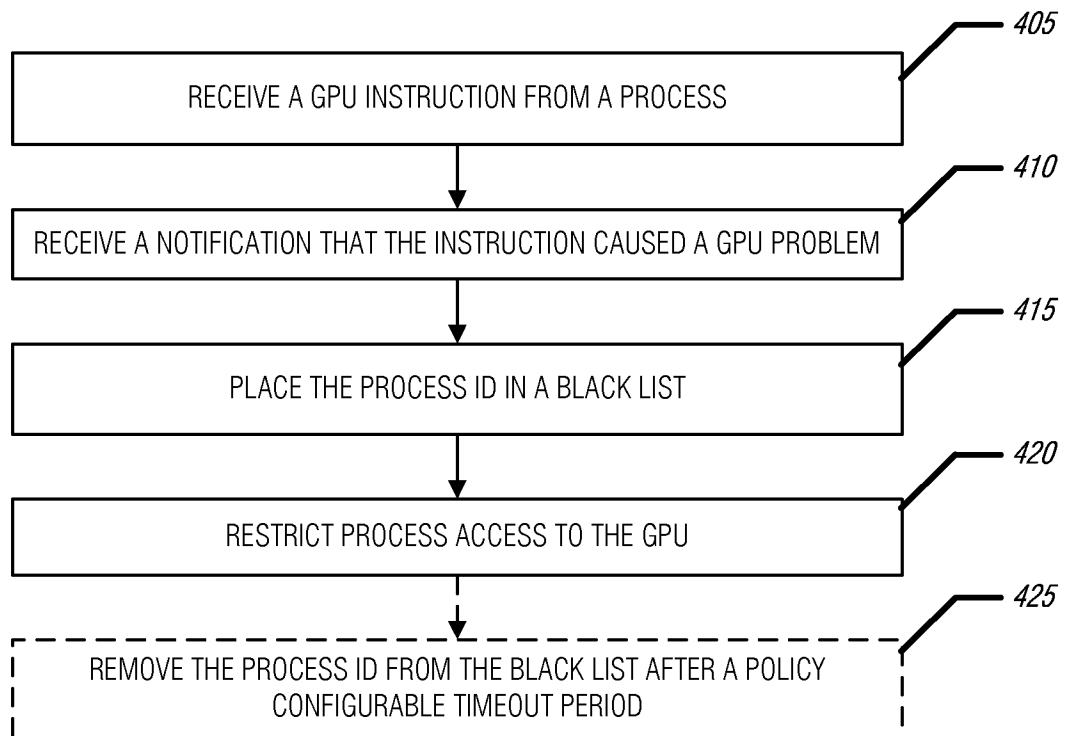 405
RECEIVE A GPU INSTRUCTION FROM A PROCESS
410
RECEIVE A NOTIFICATION THAT THE INSTRUCTION CAUSED A GPU PROBLEM
415
PLACE THE PROCESS ID IN A BLACK LIST
420
RESTRICT PROCESS ACCESS TO THE GPU
425
REMOVE THE PROCESS ID FROM THE BLACK LIST AFTER A POLICY
CONFIGURABLE TIMEOUT PERIOD